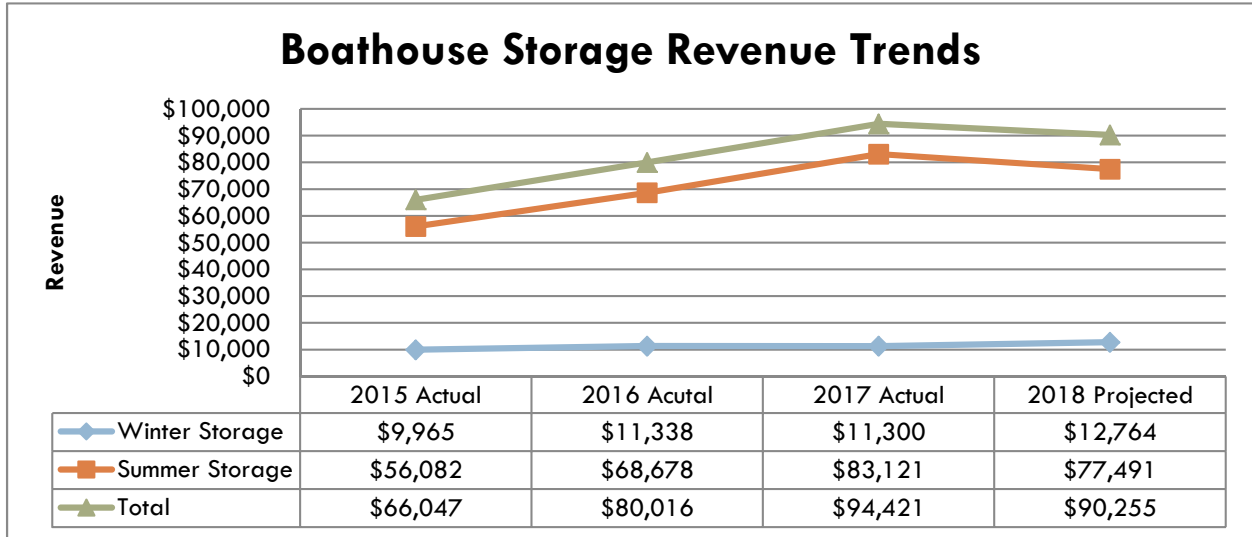 Boathouse Storage Revenue Trends
Revenue
$100,000
$90,000
$80,000
$70,000
$60,000
$50,000
$40,000
$30,000
$20,000
$10,000
$0
2015 Actual 2016 Acutal 2017 Actual 2018 Projected
Winter Storage $9,965 $11,338 $11,300 $12,764
Summer Storage $56,082 $68,678 $83,121 $77,491
Total $66,047 $80,016 $94,421 $90,255